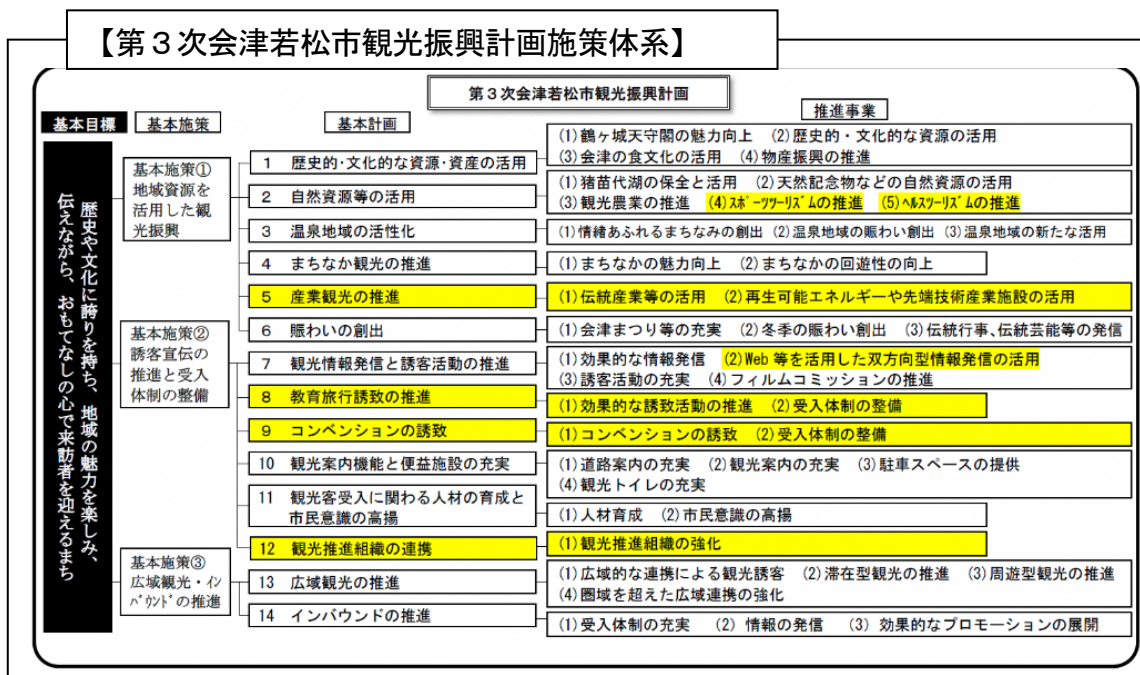 【第３次会津若松市観光振興計画施策体系】
第３次会津若松市観光振興計画
基本目標
基本施策
基本計画
推進事業
歴史や文化に誇りを持ち、地域の魅力を楽しみ、
伝えながら、おもてなしの心で来訪者を迎えるまち
基本施策①
地域資源を
活用した観
光振興
1 歴史的･文化的な資源･資産の活用
(1)鶴ヶ城天守閣の魅力向上 (2)歴史的・文化的な資源の活用
(3)会津の食文化の活用 (4)物産振興の推進
2 自然資源等の活用
(1)猪苗代湖の保全と活用 (2)天然記念物などの自然資源の活用
(3)観光農業の推進 (4)ｽﾎﾟｰﾂﾂｰﾘｽﾞﾑの推進 (5)ﾍﾙｽﾂｰﾘｽﾞﾑの推進
3 温泉地域の活性化
(1)情緒あふれるまちなみの創出 (2)温泉地域の賑わい創出 (3)温泉地域の新たな活用
4 まちなか観光の推進
(1)まちなかの魅力向上 (2)まちなかの回遊性の向上
5 産業観光の推進
(1)伝統産業等の活用 (2)再生可能エネルギーや先端技術産業施設の活用
6 賑わいの創出
(1)会津まつり等の充実 (2)冬季の賑わい創出 (3)伝統行事、伝統芸能等の発信
基本施策②
誘客宣伝の
推進と受入
体制の整備
7 観光情報発信と誘客活動の推進
(1)効果的な情報発信 (2)Web 等を活用した双方向型情報発信の活用
(3)誘客活動の充実 (4)フィルムコミッションの推進
8 教育旅行誘致の推進
(1)効果的な誘致活動の推進 (2)受入体制の整備
9 コンベンションの誘致
(1)コンベンションの誘致 (2)受入体制の整備
10 観光案内機能と便益施設の充実
(1)道路案内の充実 (2)観光案内の充実 (3)駐車スペースの提供
(4)観光トイレの充実
11 観光客受入に関わる人材の育成と
市民意識の高揚
(1)人材育成 (2)市民意識の高揚
12 観光推進組織の連携
(1)観光推進組織の強化
基本施策③
広域観光・ｲﾝ
ﾊﾞｳﾝﾄﾞの推進
13 広域観光の推進
(1)広域的な連携による観光誘客 (2)滞在型観光の推進 (3)周遊型観光の推進
(4)圏域を超えた広域連携の強化
14 インバウンドの推進
(1)受入体制の充実 (2) 情報の発信 (3) 効果的なプロモーションの展開